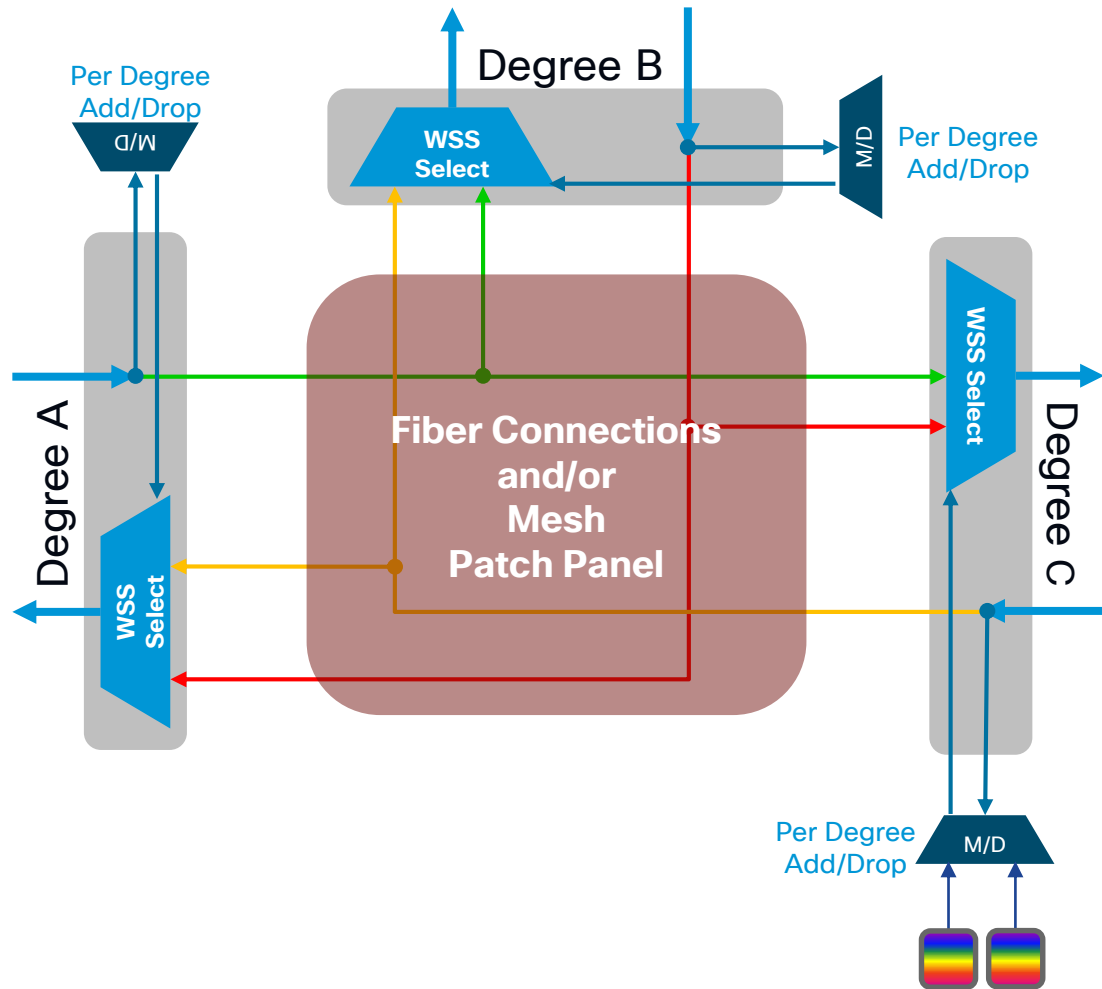 Degree B
Per Degree
Add/Drop
M/D
WSS
Select
M/D
Per Degree
Add/Drop
WSS Select
Degree A
Fiber Connections
and/or
Mesh
Patch Panel
Degree C
WSS
Select
Per Degree
Add/Drop
M/D